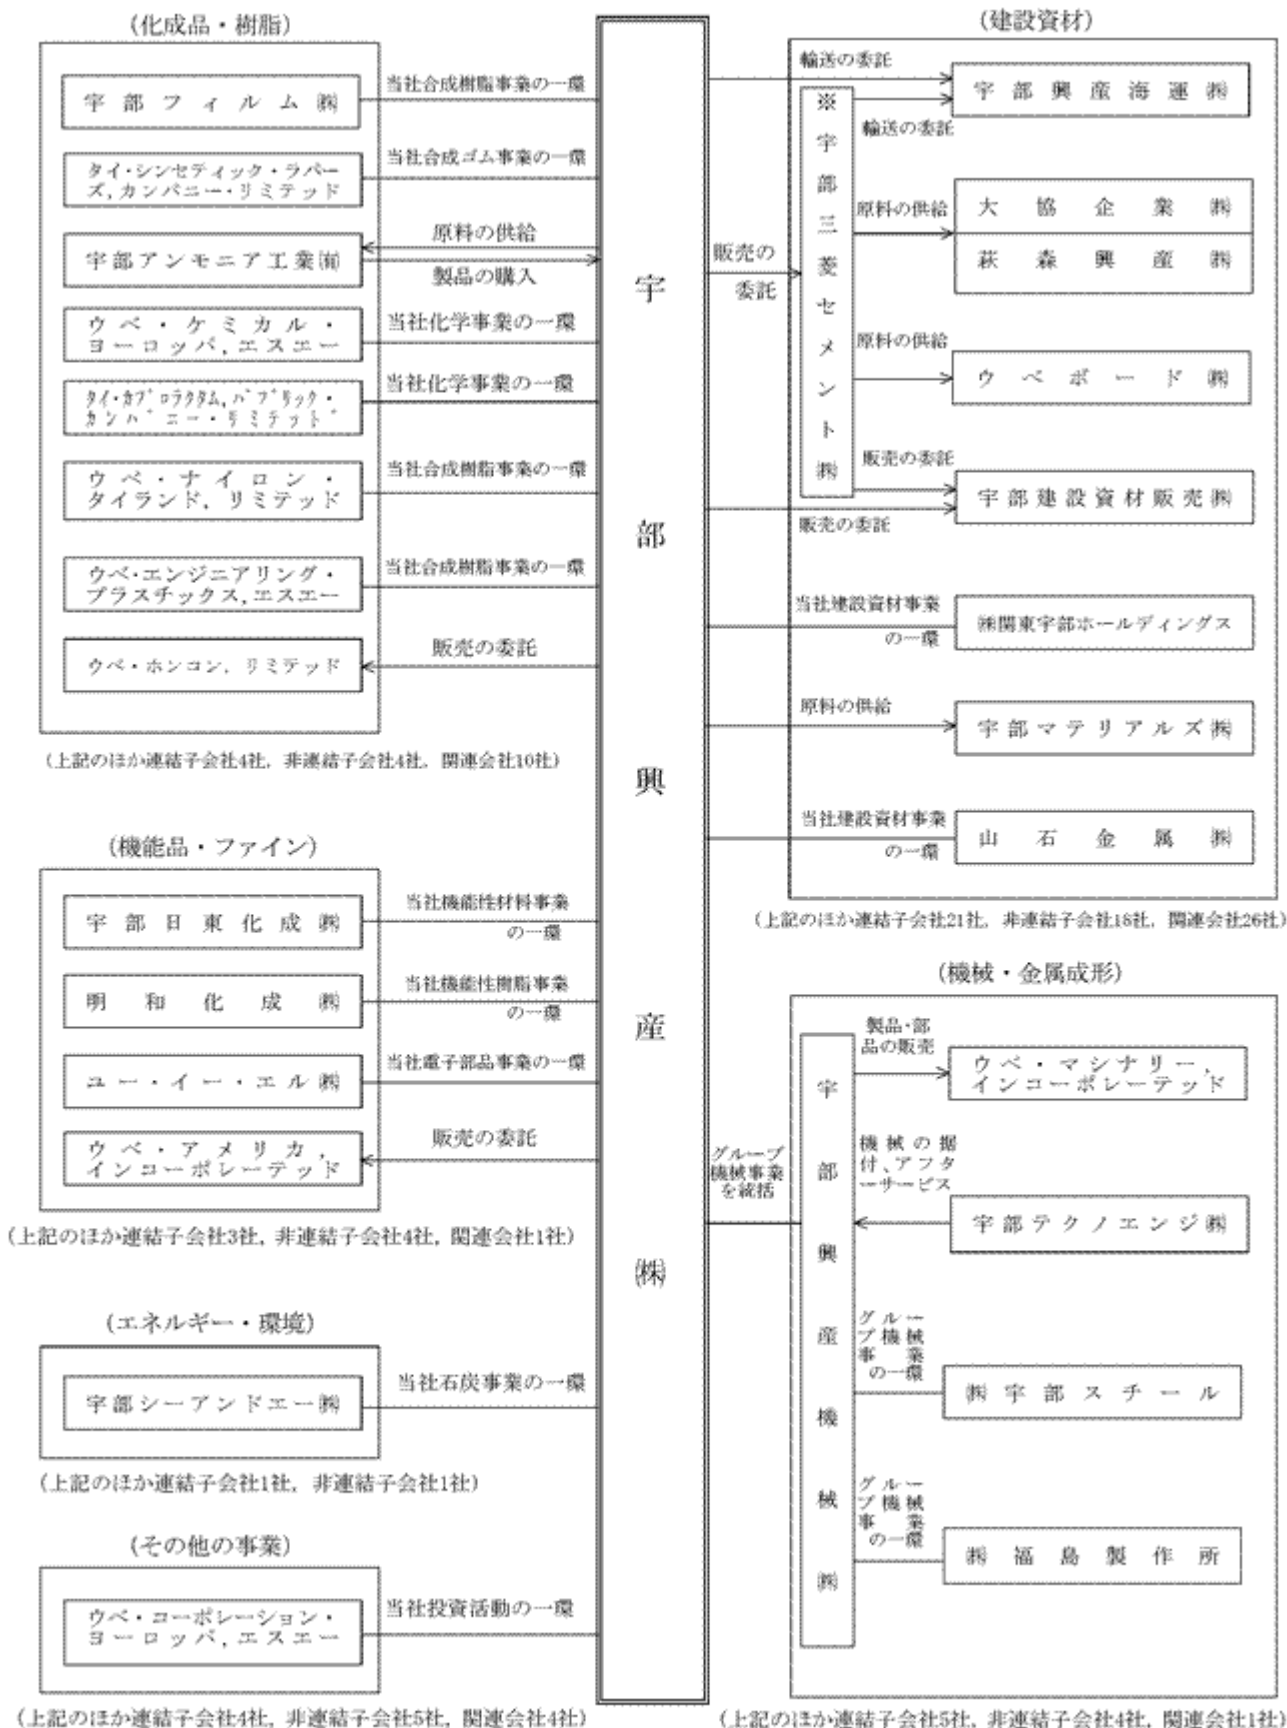 (化成品・樹脂)
宇部フィルム㈱
当社合成樹脂事業の一環
タイ・シンセティック・ラバー
ズ,カンパニー・リミテッド
当社合成ゴム事業の一環
宇部アンモニア工業㈲
原料の供給
製品の購入
ウベ・ケミカル・
ヨーロッパ,エスエー
当社化学事業の一環
タイ・カプロラクタム,パブリック・
カンパニー・リミテッド
当社化学事業の一環
ウベ・ナイロン・
タイランド, リミテッド
当社合成樹脂事業の一環
ウベ・エンジニアリング・
プラスチックス,エスエー
当社合成樹脂事業の一環
ウベ・ホンコン, リミテッド
販売の委託
(上記のほか連結子会社4社, 非連結子会社4社, 関連会社10社)
(機能品・ファイン)
宇部日東化成㈱
当社機能性材料事業
の一環
明和化成㈱
当社機能性樹脂事業
の一環
ユー・イー・エル㈱
当社電子部品事業の一環
ウベ・アメリカ,
インコーポレーテッド
販売の委託
(上記のほか連結子会社3社, 非連結子会社4社, 関連会社1社)
(エネルギー・環境)
宇部シーアンドエー㈱
当社石炭事業の一環
(上記のほか連結子会社1社, 非連結子会社1社)
(その他の事業)
ウベ・コーポレーション・
ヨーロッパ,エスエー
当社投資活動の一環
(上記のほか連結子会社4社, 非連結子会社5社, 関連会社4社)
宇部興産㈱
(建設資材)
輸送の委託
宇部興産海運㈱
輸送の委託
※宇部三菱セメント㈱
販売の
委託
原料の供給
大協企業㈱
萩森興産㈱
原料の供給
ウベボード㈱
販売の委託
宇部建設資材販売㈱
販売の委託
当社建設資材事業
の一環
㈱関東宇部ホールディングス
原料の供給
宇部マテリアルズ㈱
当社建設資材事業
の一環
山石金属㈱
(上記のほか連結子会社21社, 非連結子会社18社, 関連会社26社)
(機械・金属成形)
グループ
機械事業
を統括
宇部興産機械㈱
製品・部
品の販売
ウベ・マシナリー,
インコーポレーテッド
機械の据
付、アフタ
ーサービス
宇部テクノエンジ㈱
グルー
プ機械
事業
の一環
㈱宇部スチール
グルー
プ機械
事業
の一環
㈱福島製作所
(上記のほか連結子会社5社, 非連結子会社4社, 関連会社1社)